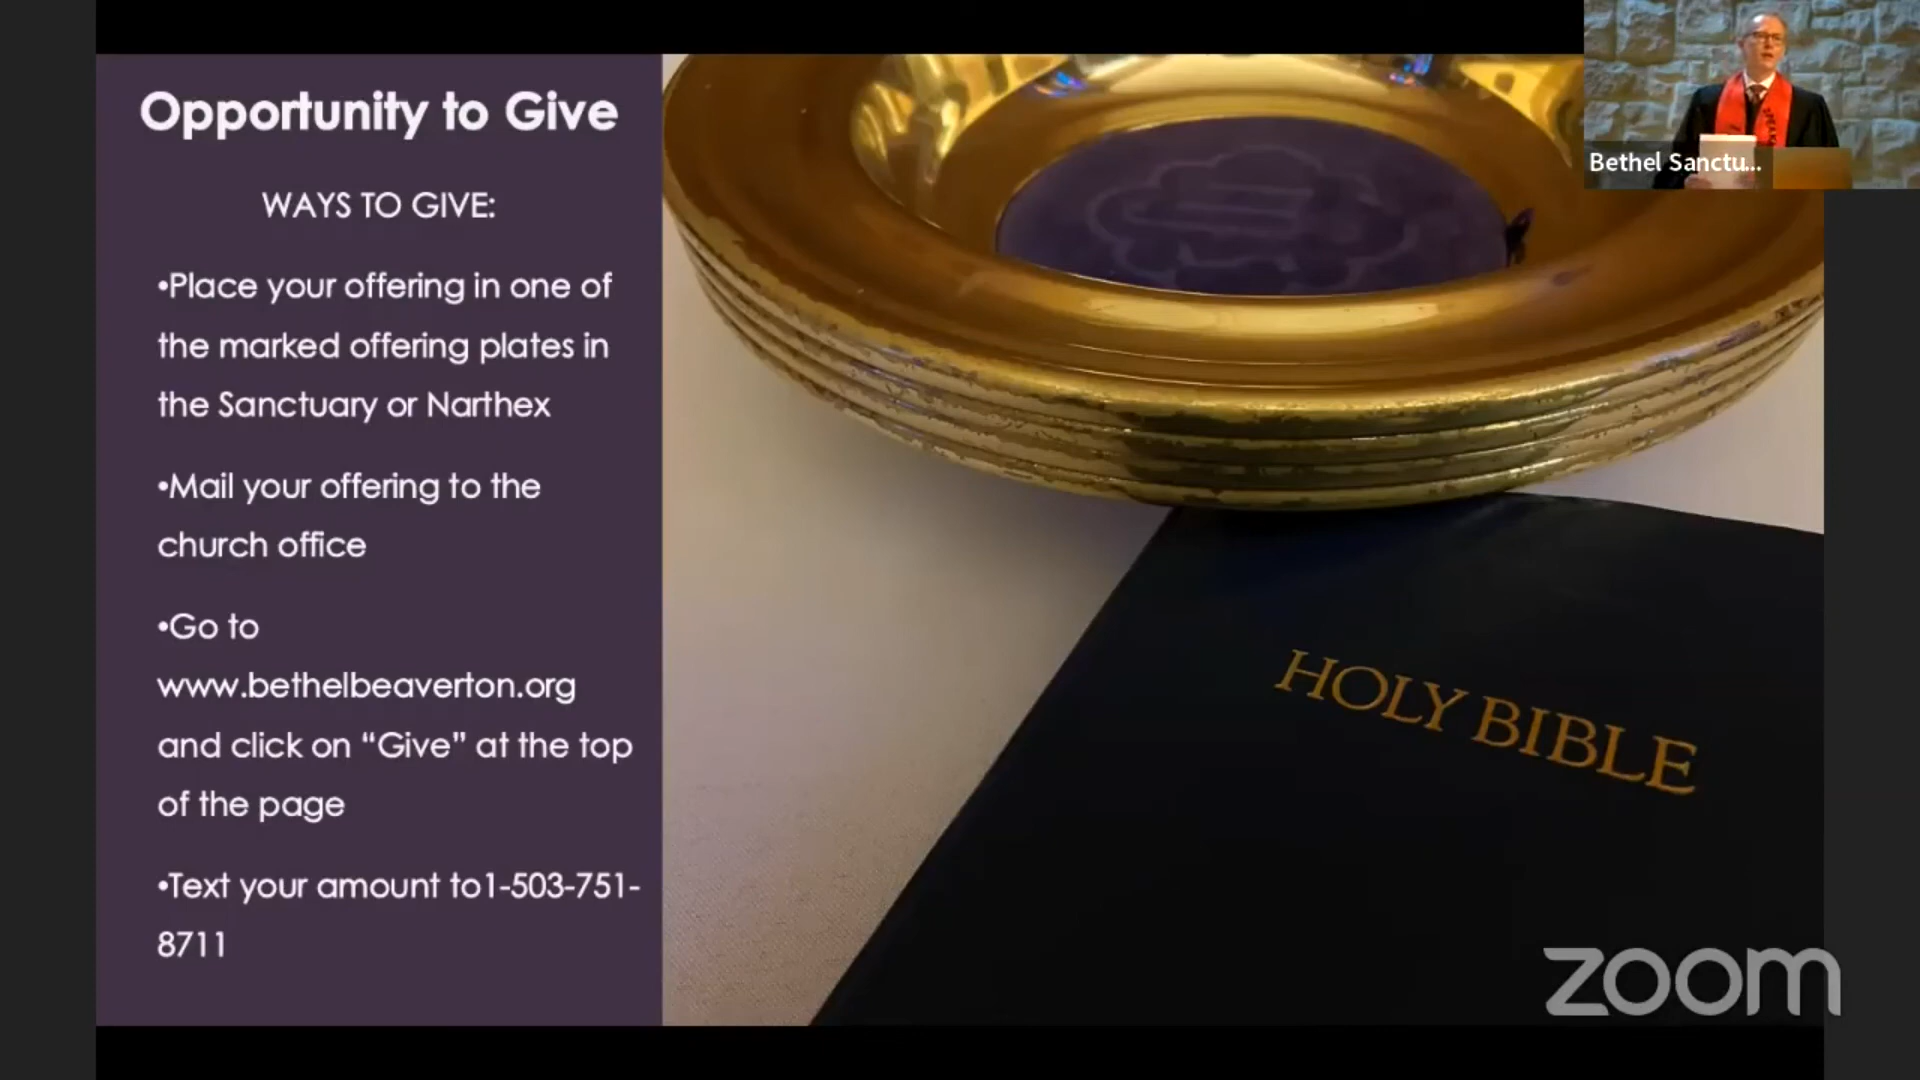 Opportunity to Give
WAYS TO GIVE:
•Place your offering in one of
the marked offering plates in
the Sanctuary or Narthex
•Mail your offering to the
church office
•Go to
www.bethelbeaverton.org
and click on “Give” at the top
of the page
•Text your amount to1-503-751-
8711
HOLY BIBLE
Bethel Sanctu...
zoom